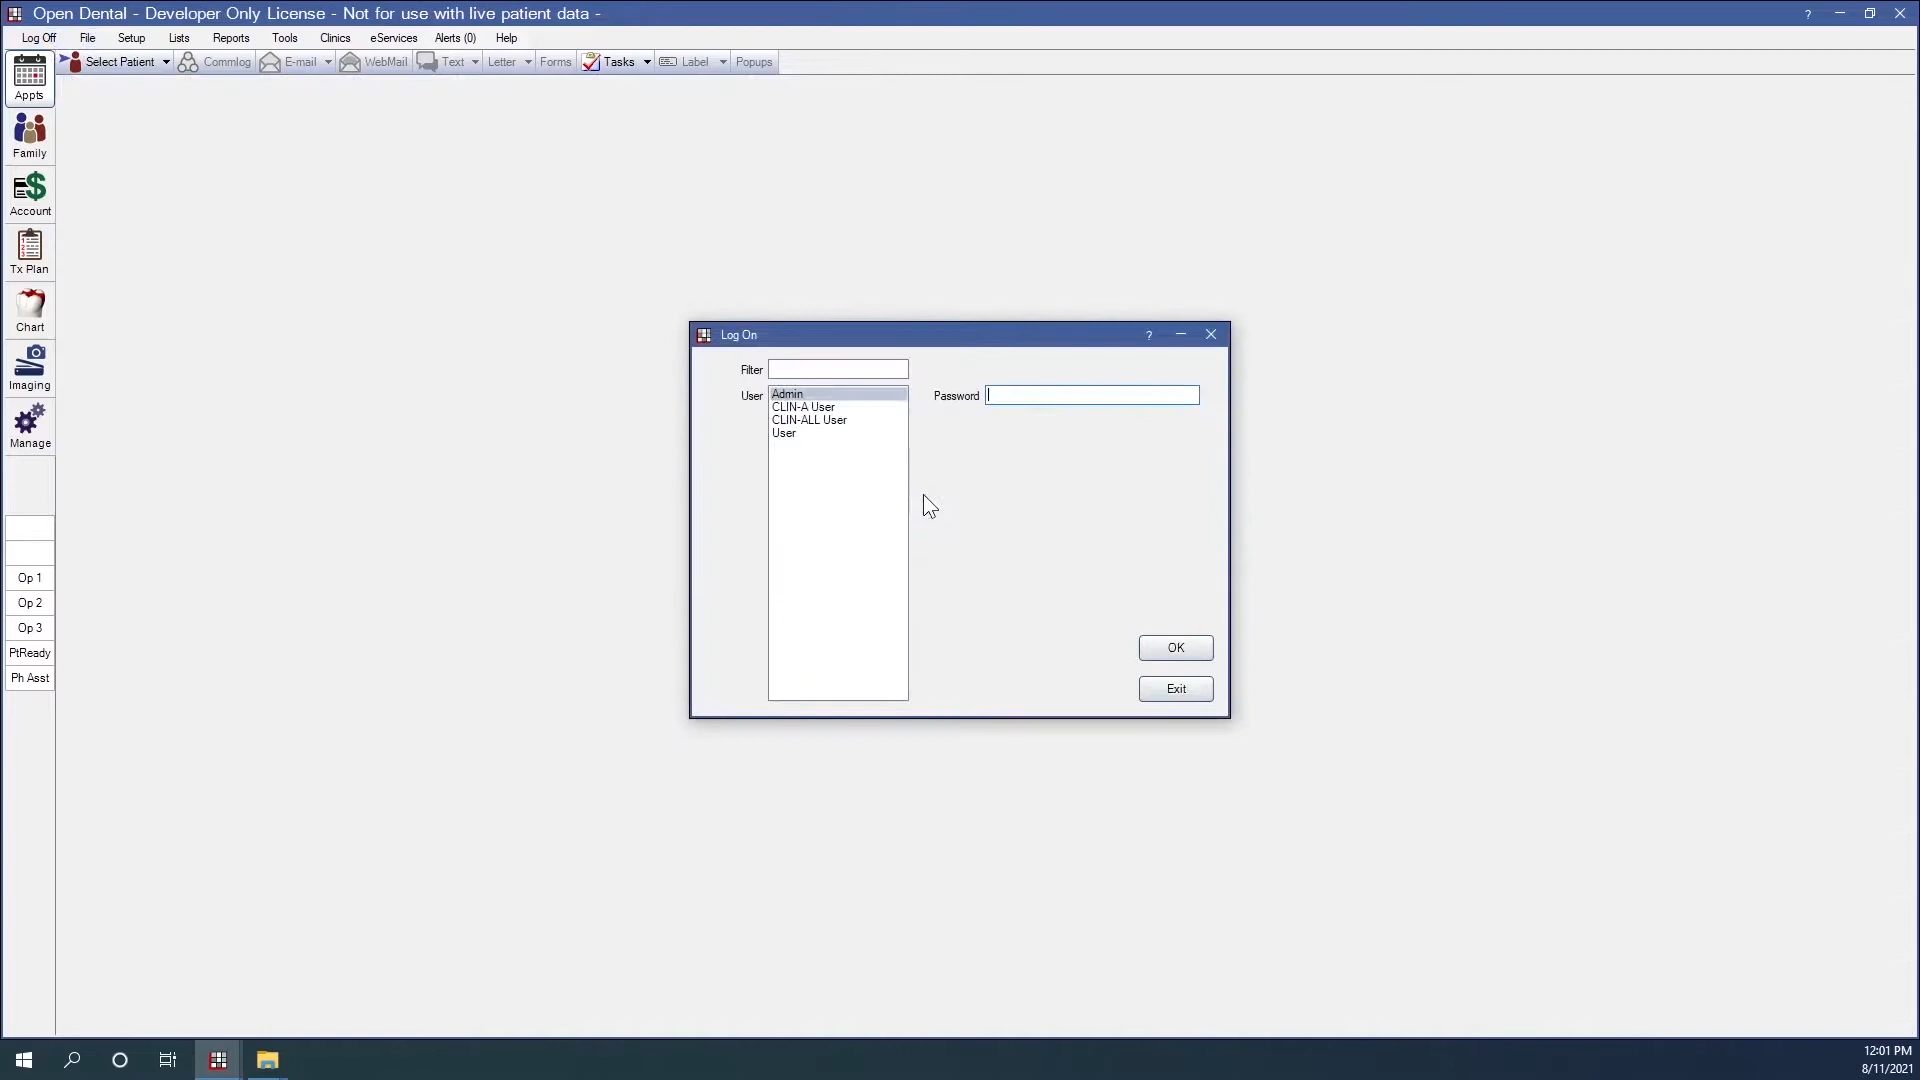 Open Dental - Developer Only License - Not for use with live patient data -
?
Log Off File Setup Lists Reports Tools Clinics eServices Alerts (0) Help
Select Patient Commlog E-mail WebMail Text Letter Forms Tasks Label Popups
Appts
Family
Account
1
2
3
Tx Plan
Chart
Imaging
Manage
Op 1
Op 2
Op 3
PtReady
Ph Asst
Log On ?
Filter
User
Admin
CLIN-A User
CLIN-ALL User
User
Password
OK
Exit
12:01 PM
8/11/2021